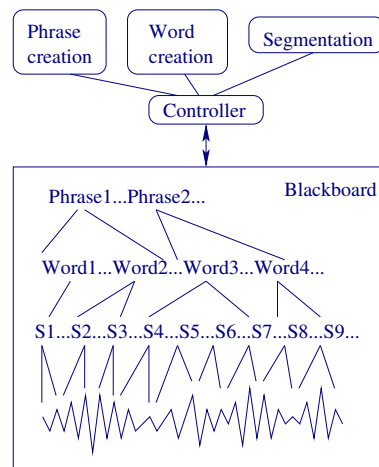 Phrase
creation
Word
creation
Segmentation
Controller
Blackboard
Phrase1...Phrase2...
Word1...Word2...Word3...Word4...
S1...S2...S3...S4...S5...S6...S7...S8...S9...